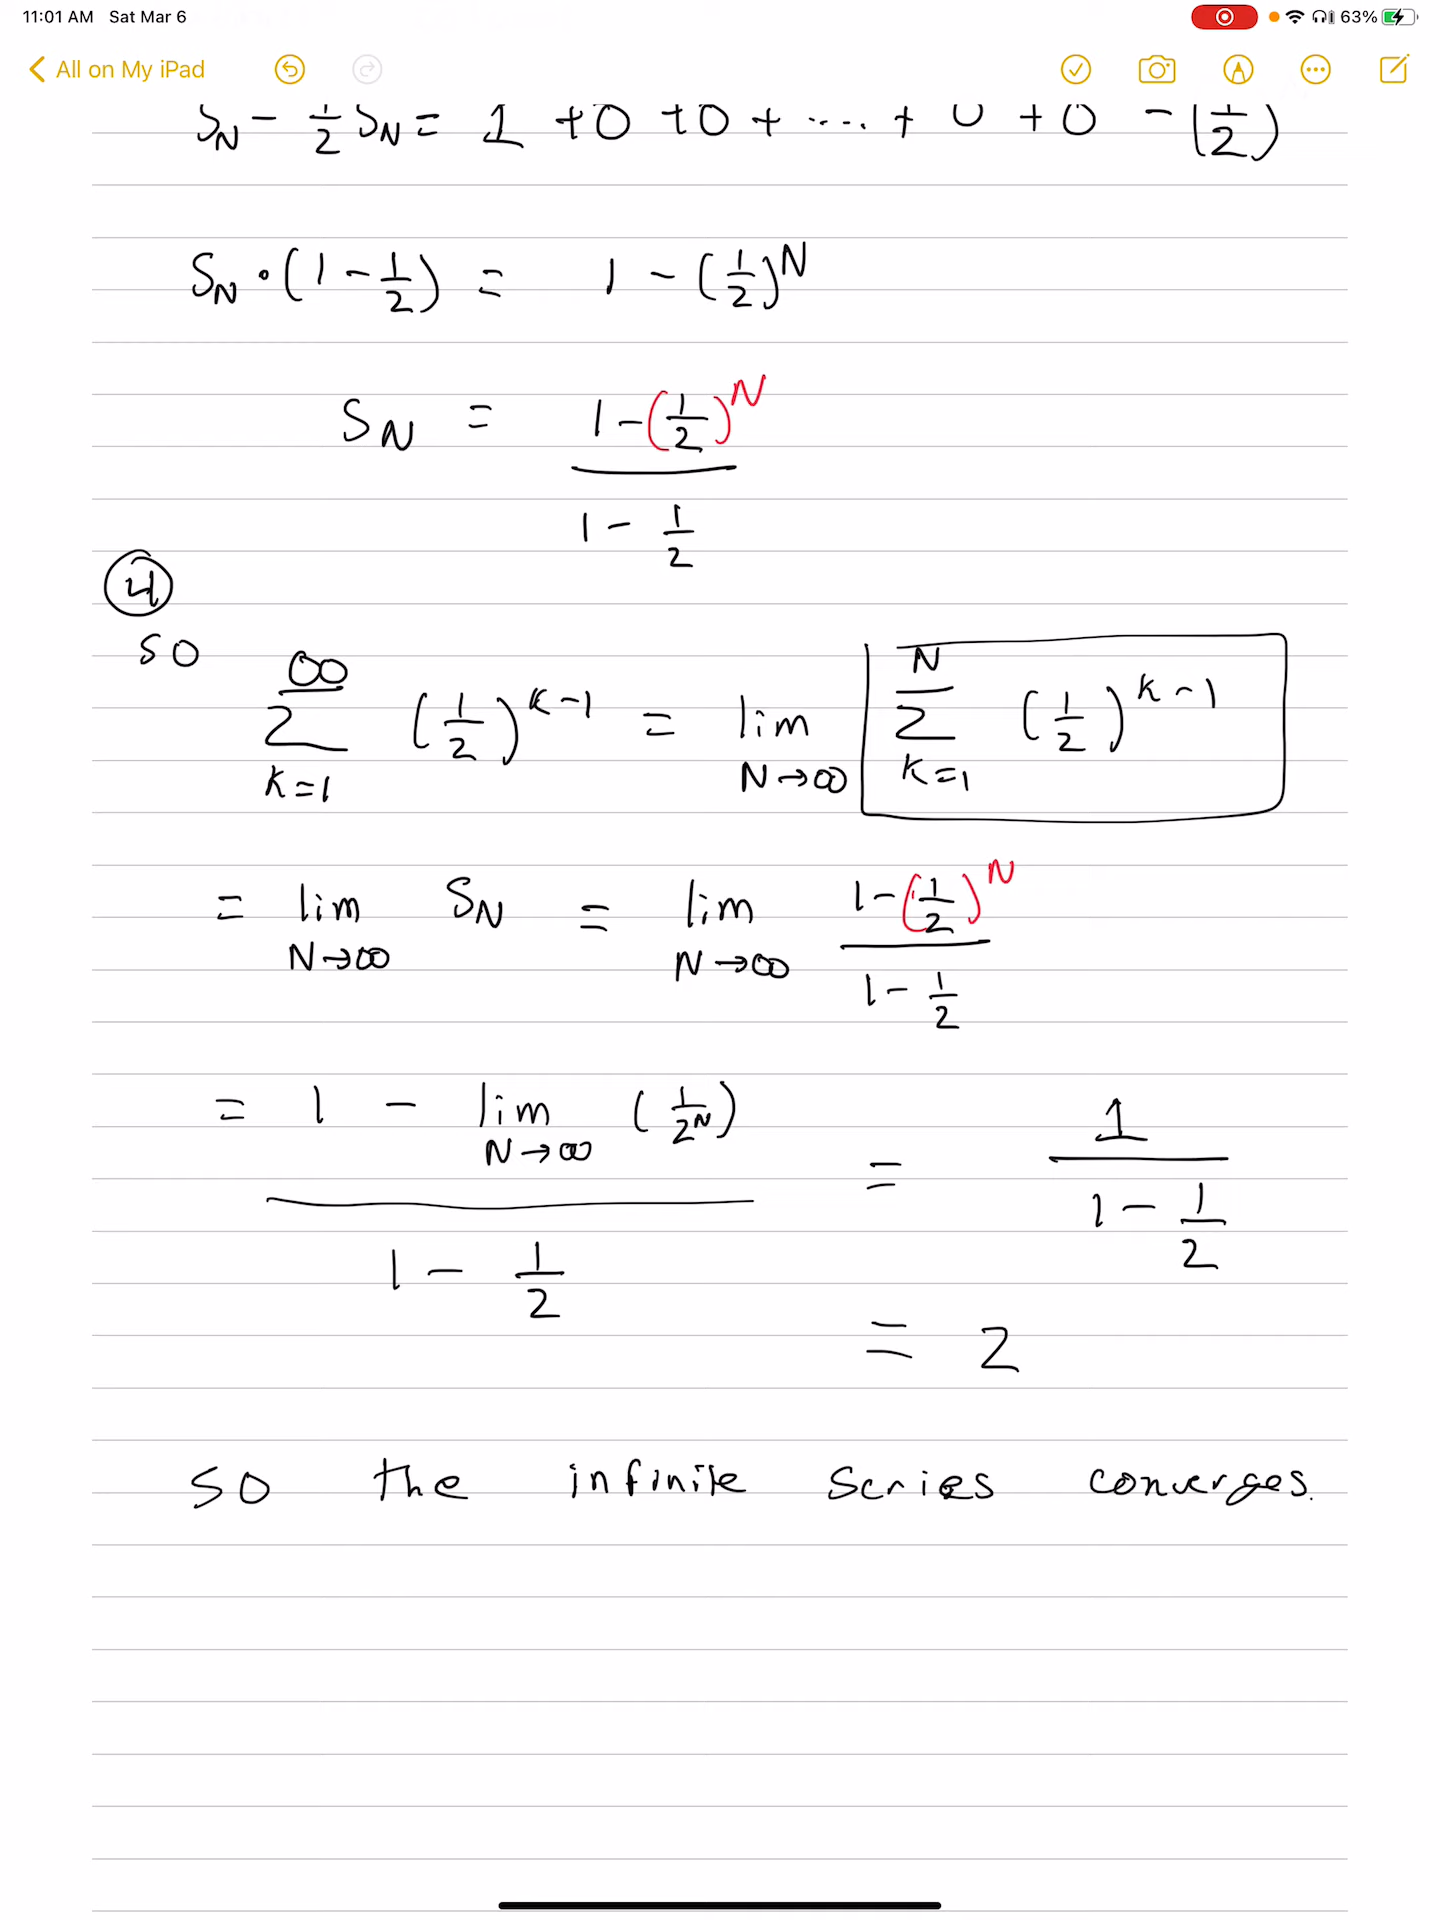 11:01 AM Sat Mar 6 63%
All on My iPad
S_N - 1/2 S_N = 1 + 0 + 0 + .... + 0 + 0 - (1/2)
S_N · (1 - 1/2) = 1 - (1/2)^N
S_N = (1 - (1/2)^N) / (1 - 1/2)
④
so ∑_{k=1}^{∞} (1/2)^{k-1} = lim_{N→∞} ∑_{k=1}^{N} (1/2)^{k-1}
= lim_{N→∞} S_N = lim_{N→∞} (1 - (1/2)^N) / (1 - 1/2)
= (1 - lim_{N→∞} (1/2^N)) / (1 - 1/2) = 1 / (1 - 1/2)
= 2
so the infinite series converges.